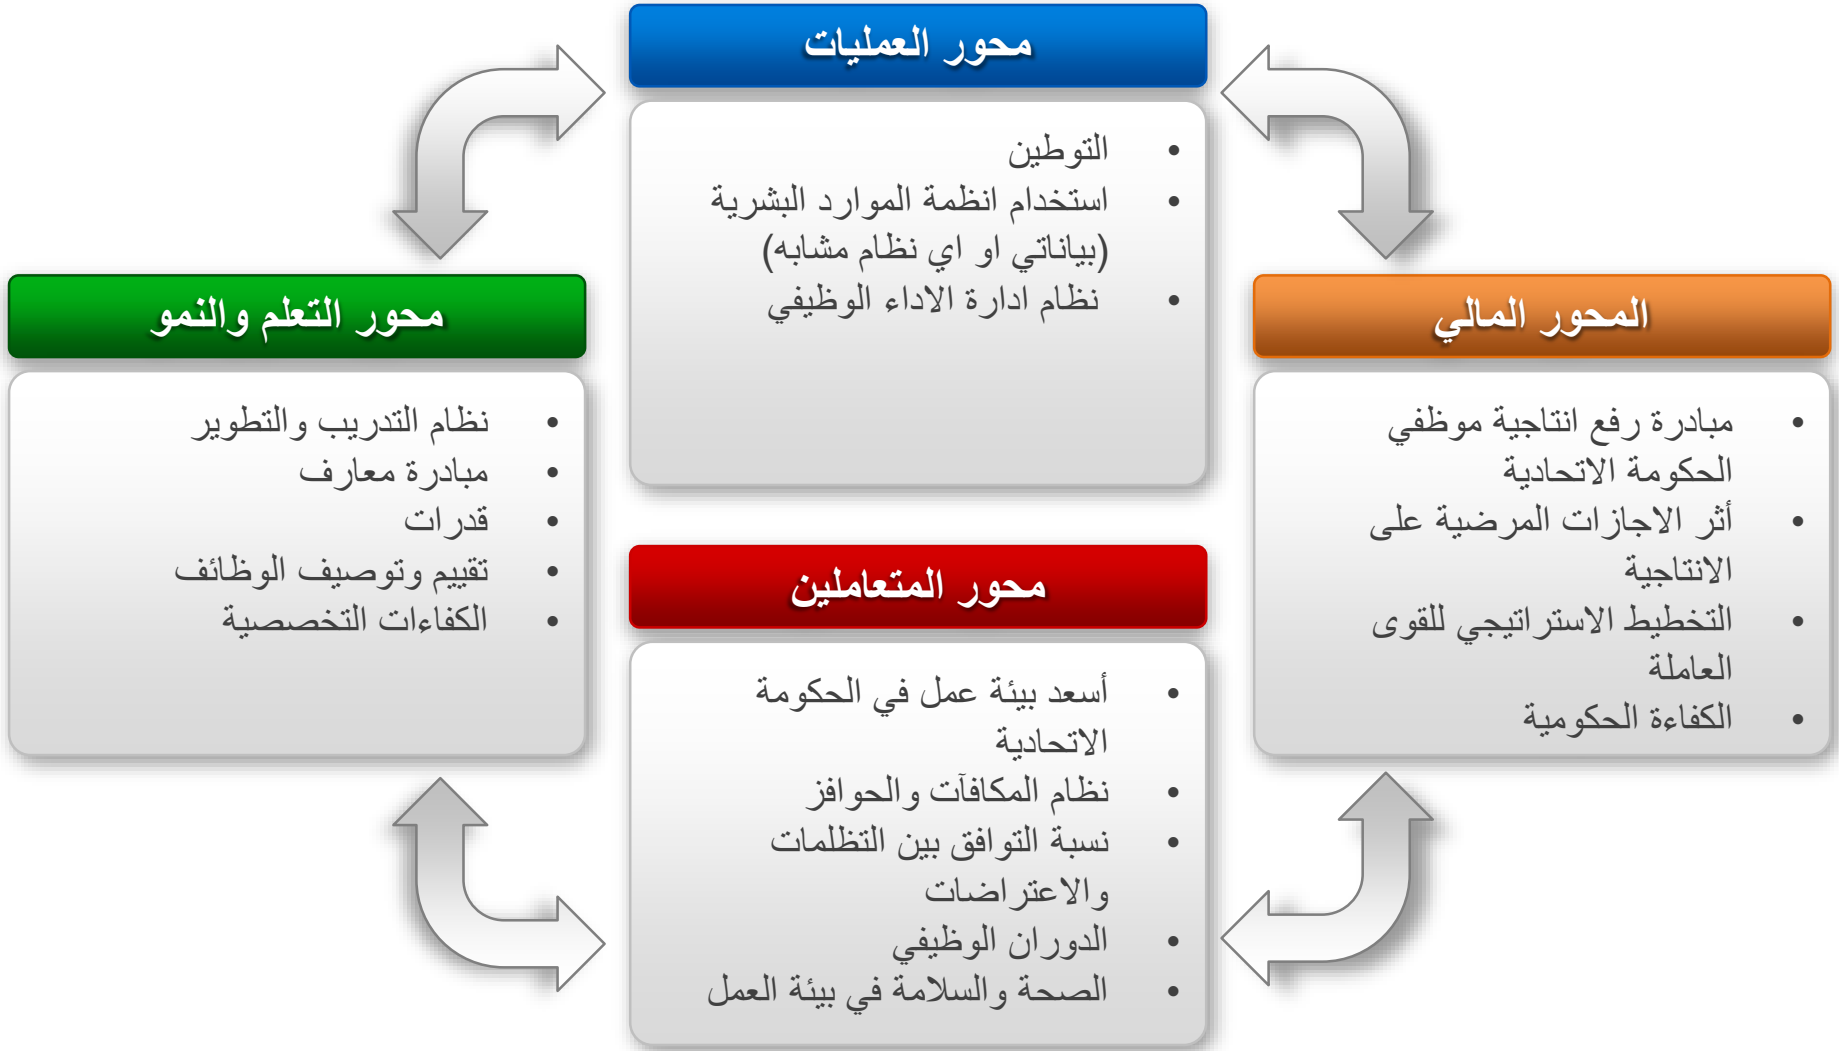 محور العمليات
• التوطين
• استخدام انظمة الموارد البشرية
(بياناتي او اي نظام مشابه)
• نظام ادارة الاداء الوظيفي
المحور المالي
• مبادرة رفع انتاجية موظفي
الحكومة الاتحادية
• أثر الاجازات المرضية على
الانتاجية
• التخطيط الاستراتيجي للقوى
العاملة
• الكفاءة الحكومية
محور التعلم والنمو
• نظام التدريب والتطوير
• مبادرة معارف
• قدرات
• تقييم وتوصيف الوظائف
• الكفاءات التخصصية
محور المتعاملين
• أسعد بيئة عمل في الحكومة
الاتحادية
• نظام المكافآت والحوافز
• نسبة التوافق بين التظلمات
والاعتراضات
• الدوران الوظيفي
• الصحة والسلامة في بيئة العمل